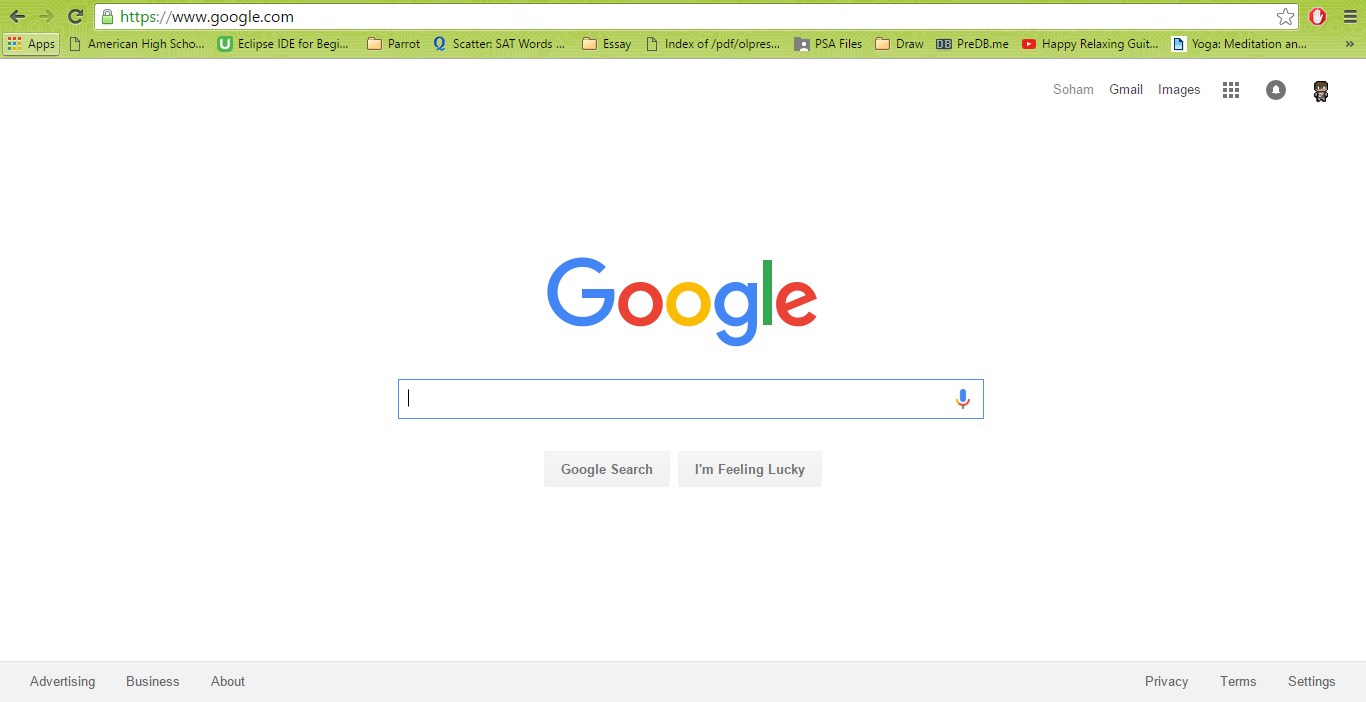 https://www.google.com
Apps American High Scho... Eclipse IDE for Begi... Parrot Scatter: SAT Words ... Essay Index of /pdf/olpres... PSA Files Draw PreDB.me Happy Relaxing Guit... Yoga: Meditation an... »
Soham Gmail Images
Google
Google Search I'm Feeling Lucky
Advertising Business About Privacy Terms Settings